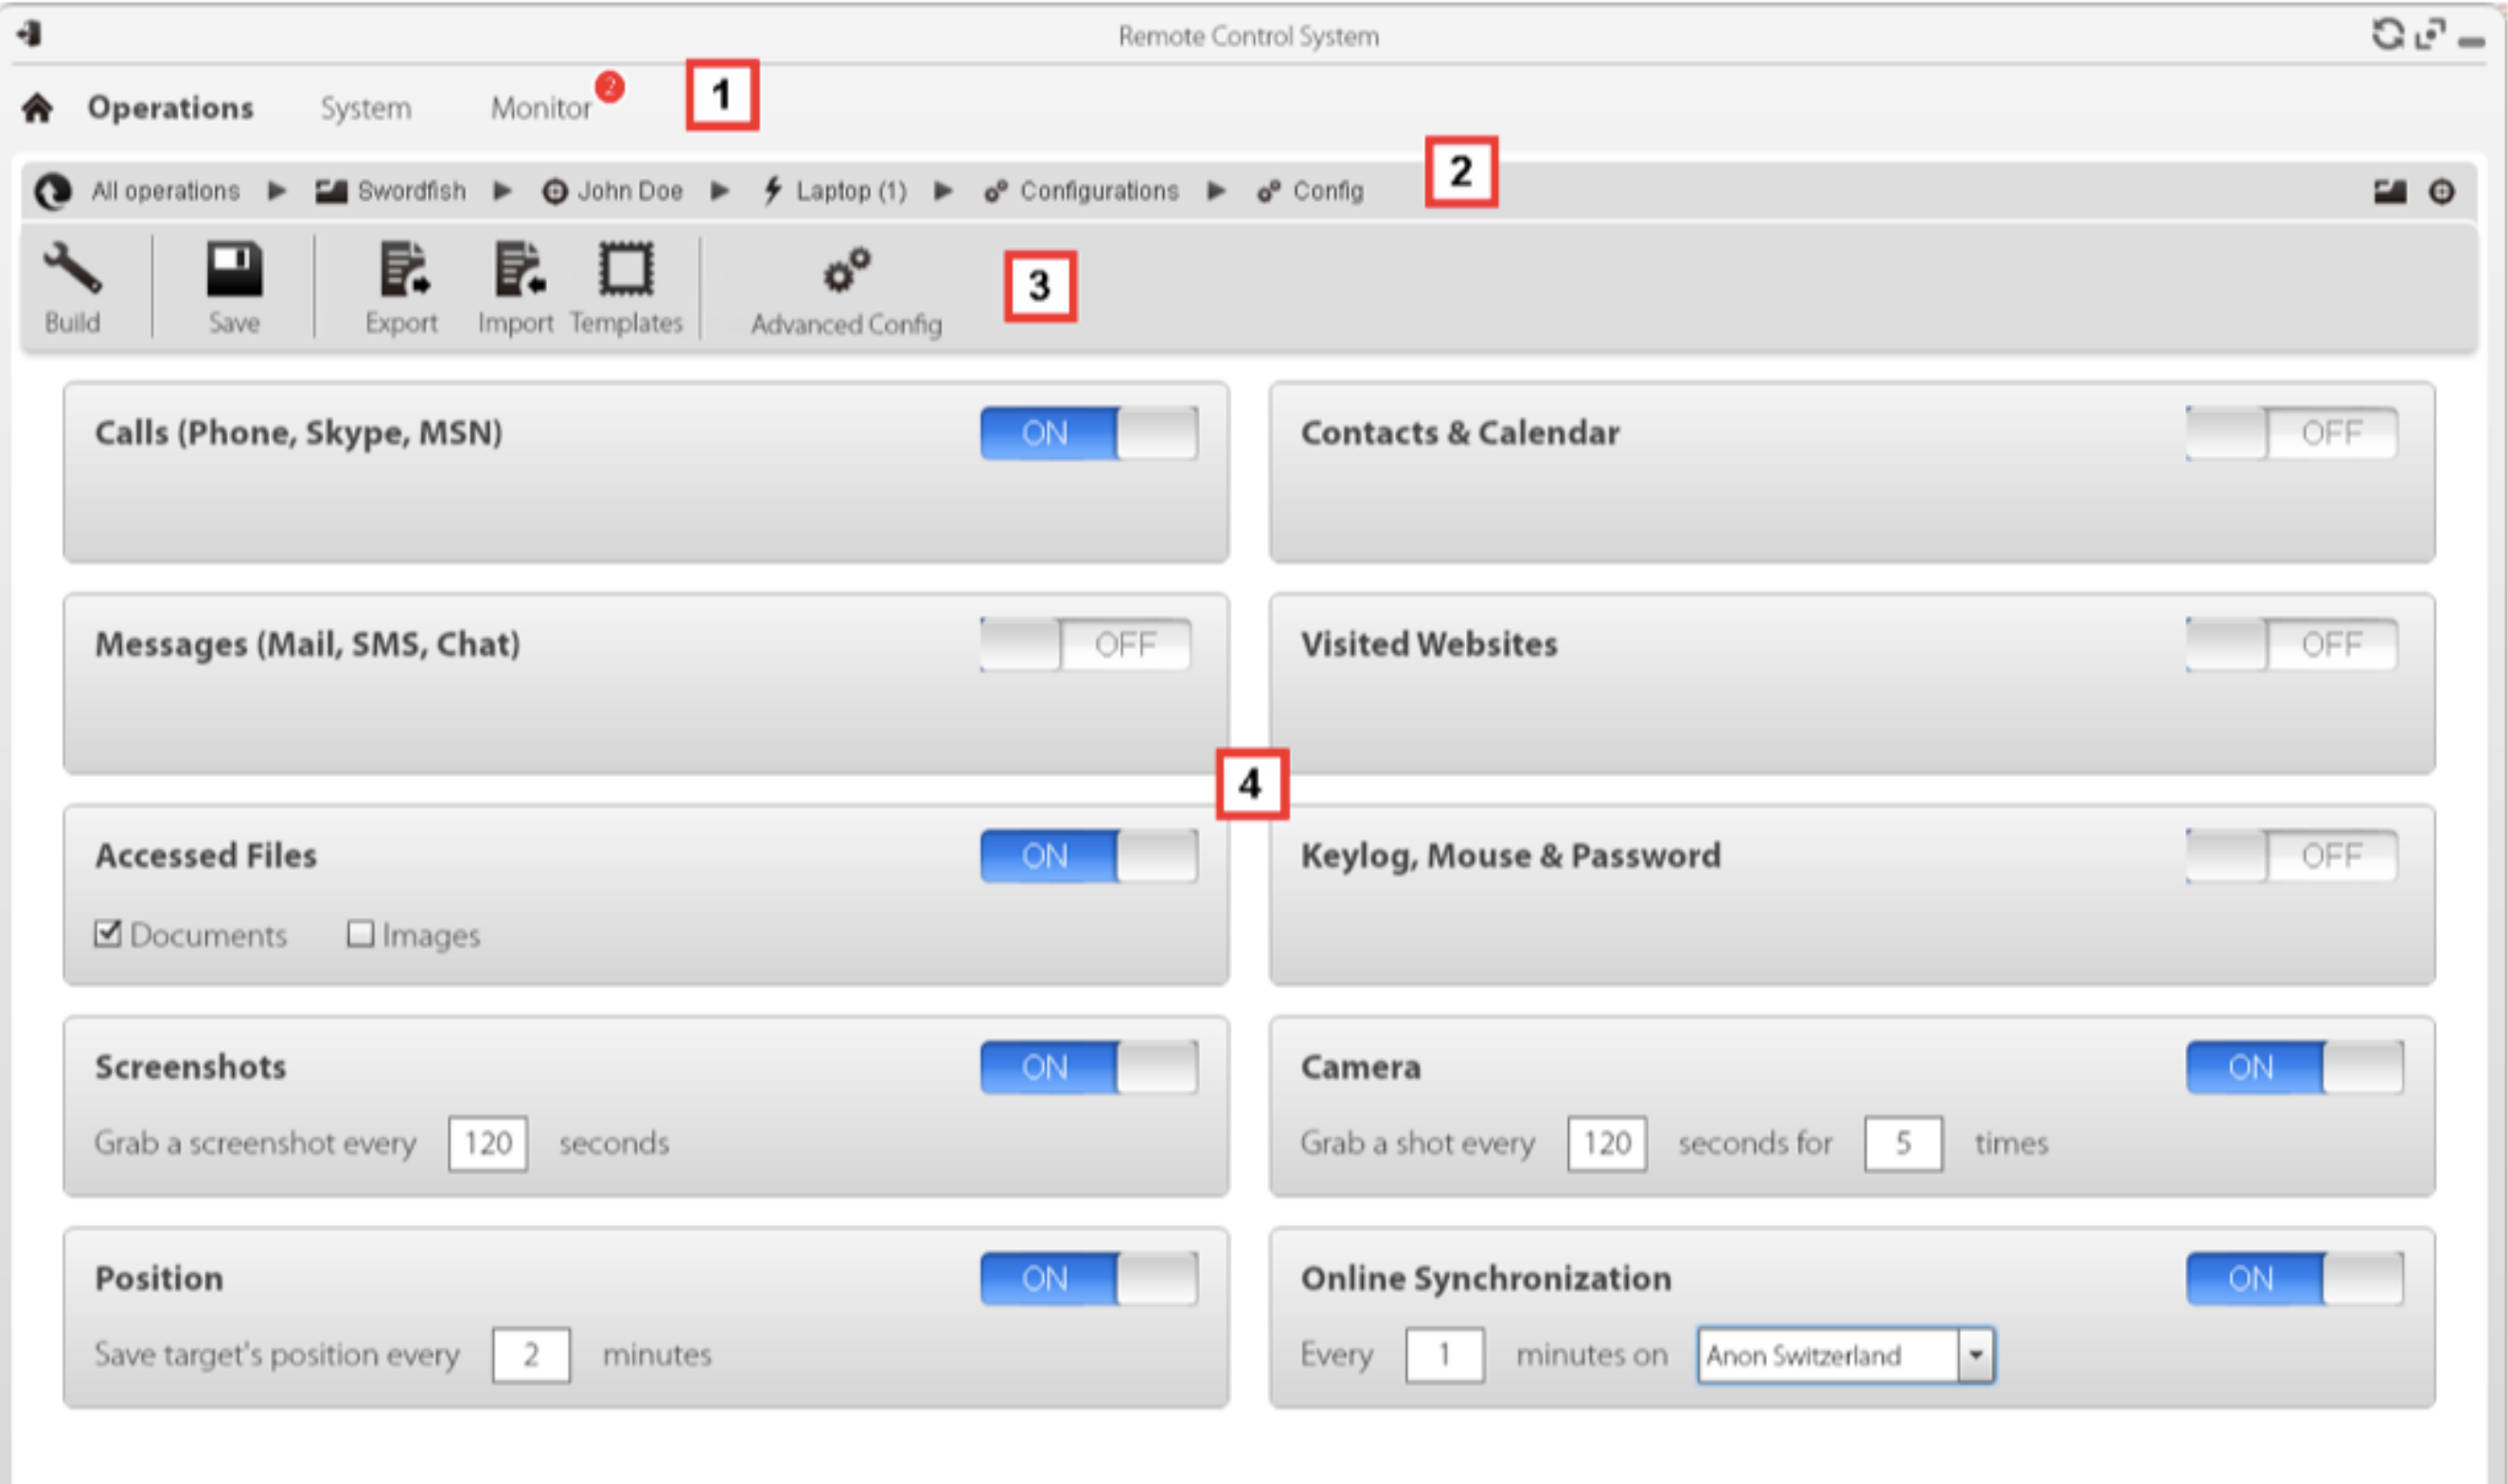 Remote Control System
Operations System Monitor 2 1
All operations Swordfish John Doe Laptop (1) Configurations Config 2
Build Save Export Import Templates Advanced Config 3
Calls (Phone, Skype, MSN) ON
Contacts & Calendar OFF
Messages (Mail, SMS, Chat) OFF
Visited Websites OFF
4
Accessed Files ON
Documents Images
Keylog, Mouse & Password OFF
Screenshots ON
Grab a screenshot every 120 seconds
Camera ON
Grab a shot every 120 seconds for 5 times
Position ON
Save target's position every 2 minutes
Online Synchronization ON
Every 1 minutes on Anon Switzerland